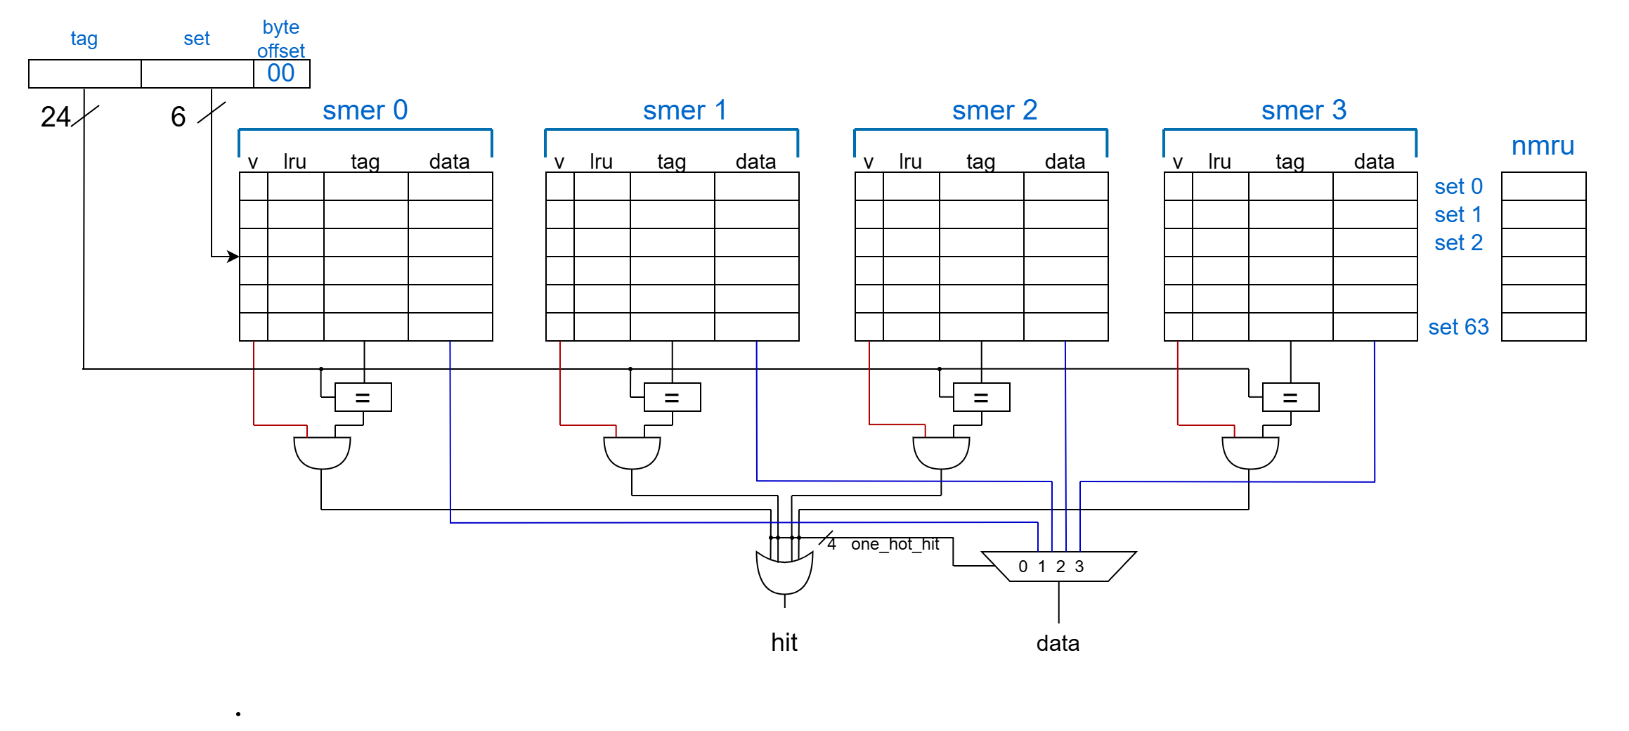 tag set byte
offset
00
24 6
smer 0 smer 1 smer 2 smer 3
nmru
v lru tag data v lru tag data v lru tag data v lru tag data
set 0
set 1
set 2
set 63
= = = =
4 one_hot_hit
0 1 2 3
hit data